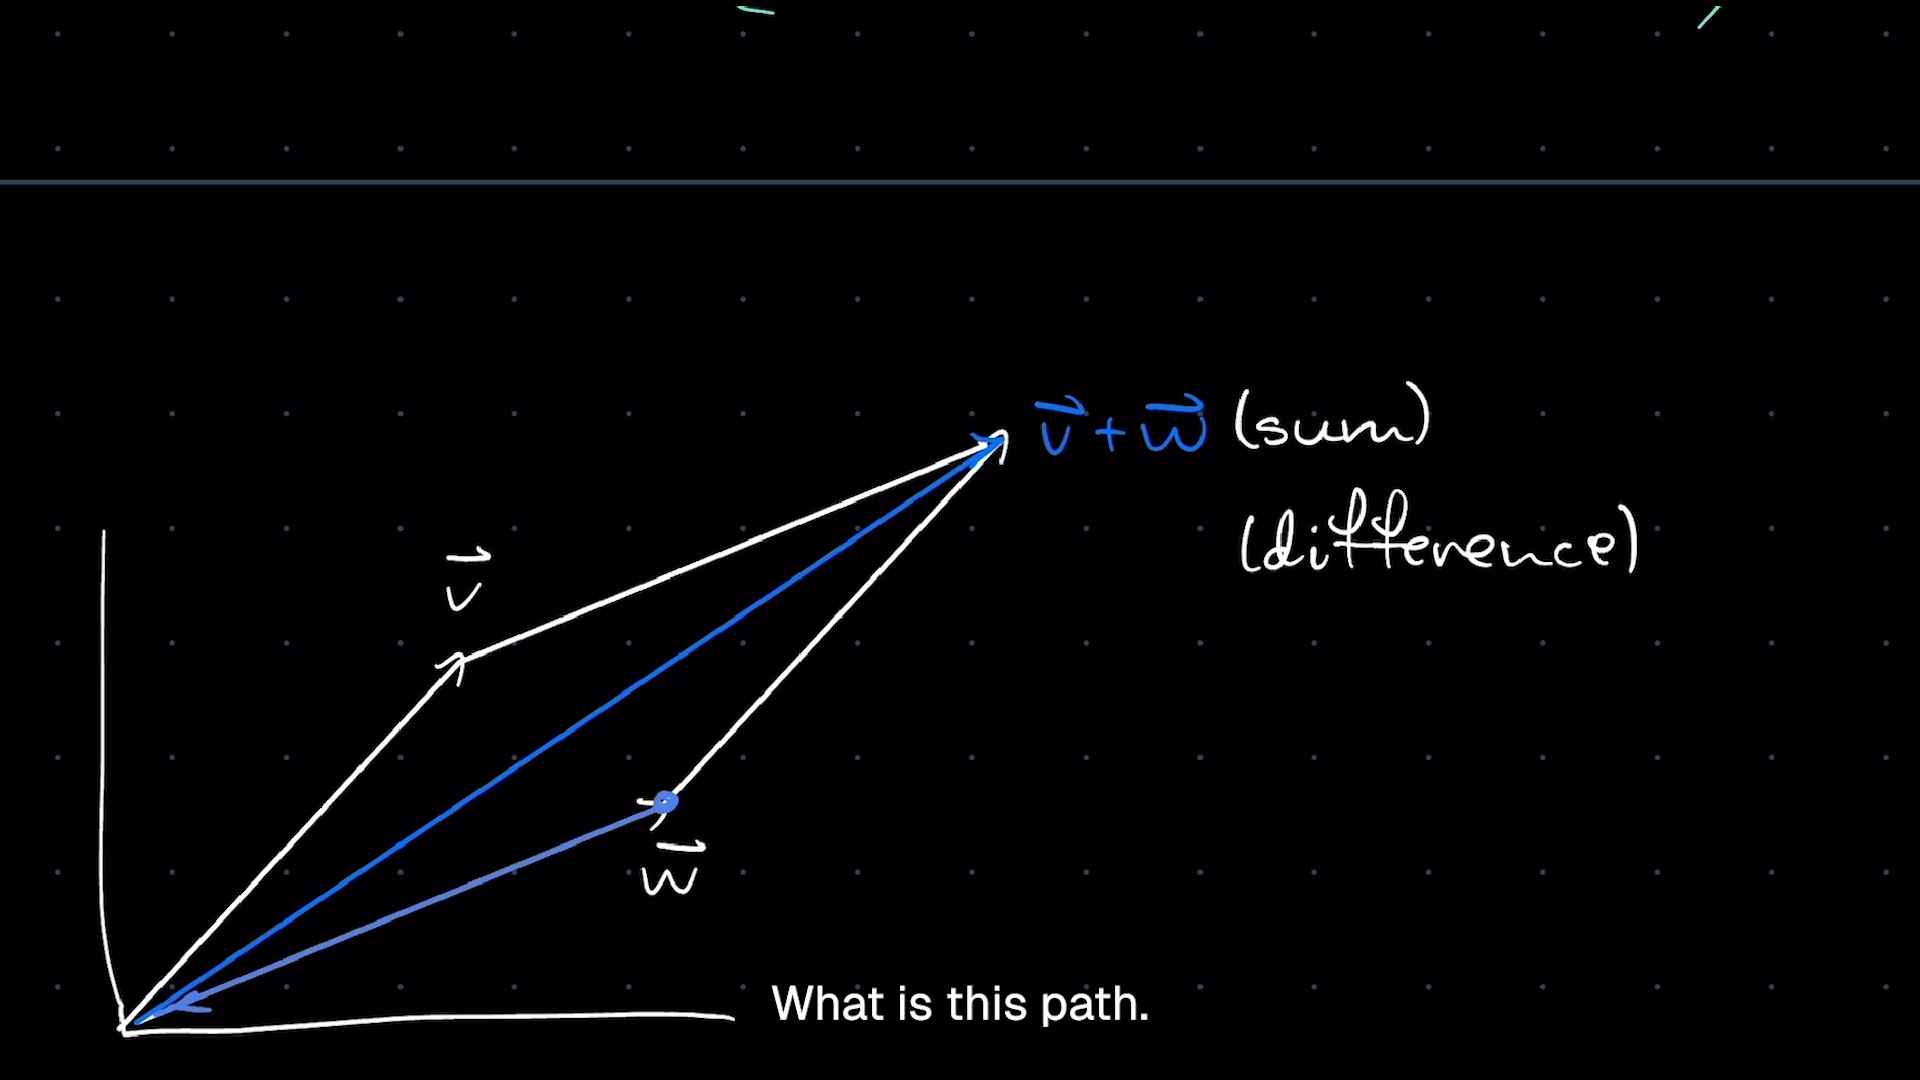 v⃗ + w⃗ (sum)
(difference)
v⃗
w⃗
What is this path.